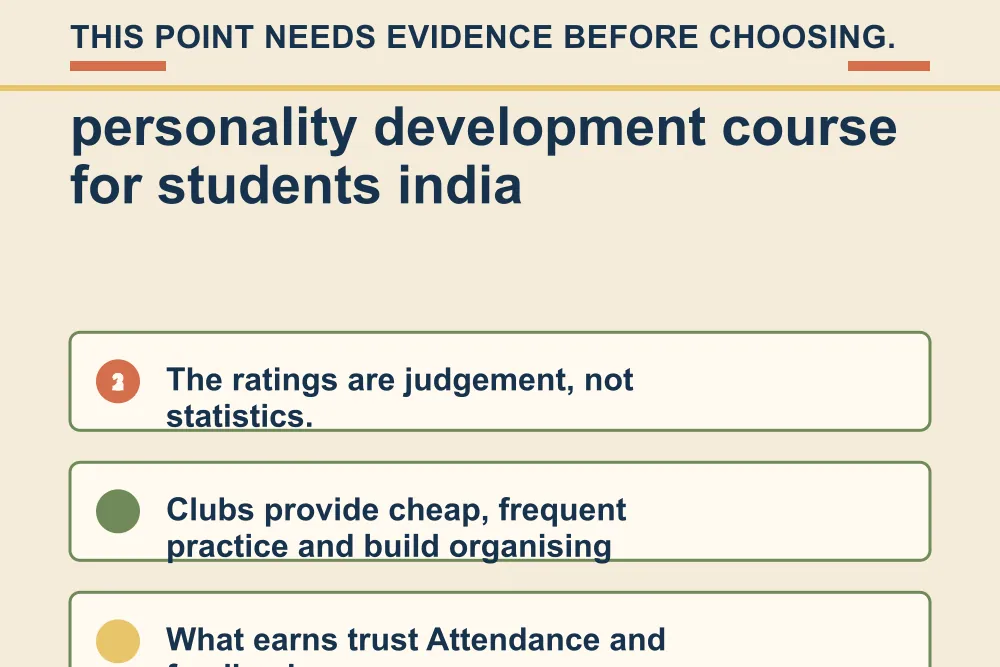 THIS POINT NEEDS EVIDENCE BEFORE CHOOSING.
personality development course
for students india
The ratings are judgement, not
statistics.
Clubs provide cheap, frequent
practice and build organising
What earns trust Attendance and